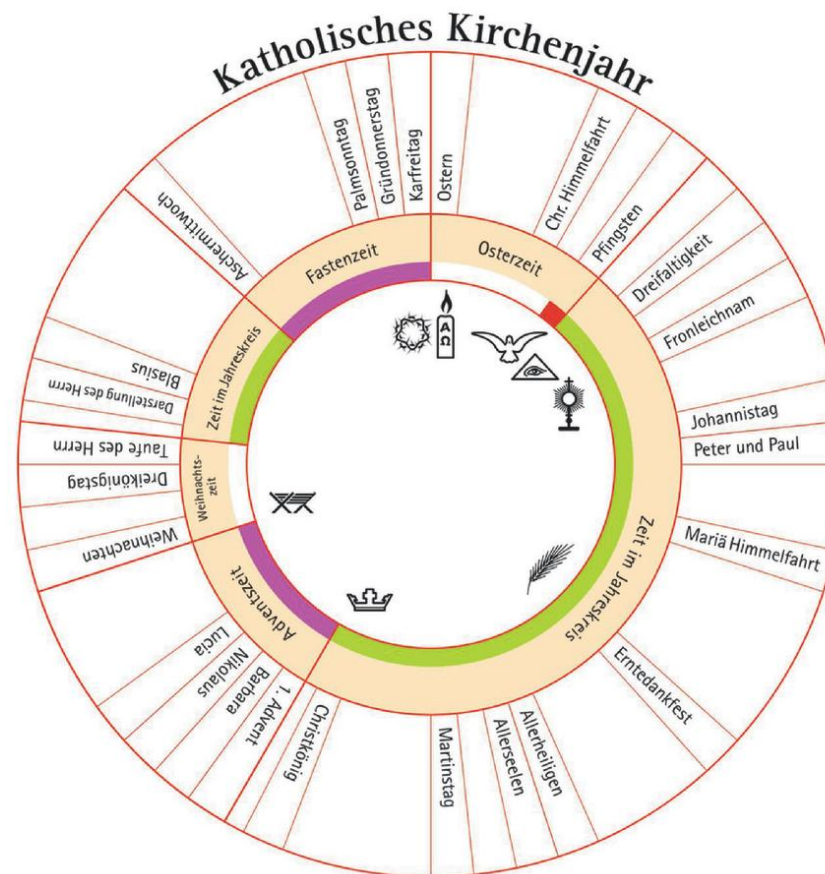 Katholisches Kirchenjahr
Ostern
Chr. Himmelfahrt
Pfingsten
Dreifaltigkeit
Fronleichnam
Johannistag
Peter und Paul
Mariä Himmelfahrt
Erntedankfest
Allerheiligen
Allerseelen
Martinstag
Christkönig
1. Advent
Barbara
Nikolaus
Lucia
Weihnachten
Dreikönigstag
Taufe des Herrn
Darstellung des Herrn
Blasius
Aschermittwoch
Palmsonntag
Gründonnerstag
Karfreitag
Osterzeit
Zeit im Jahreskreis
Adventszeit
Weihnachts-
zeit
Zeit im Jahreskreis
Fastenzeit
A
Ω